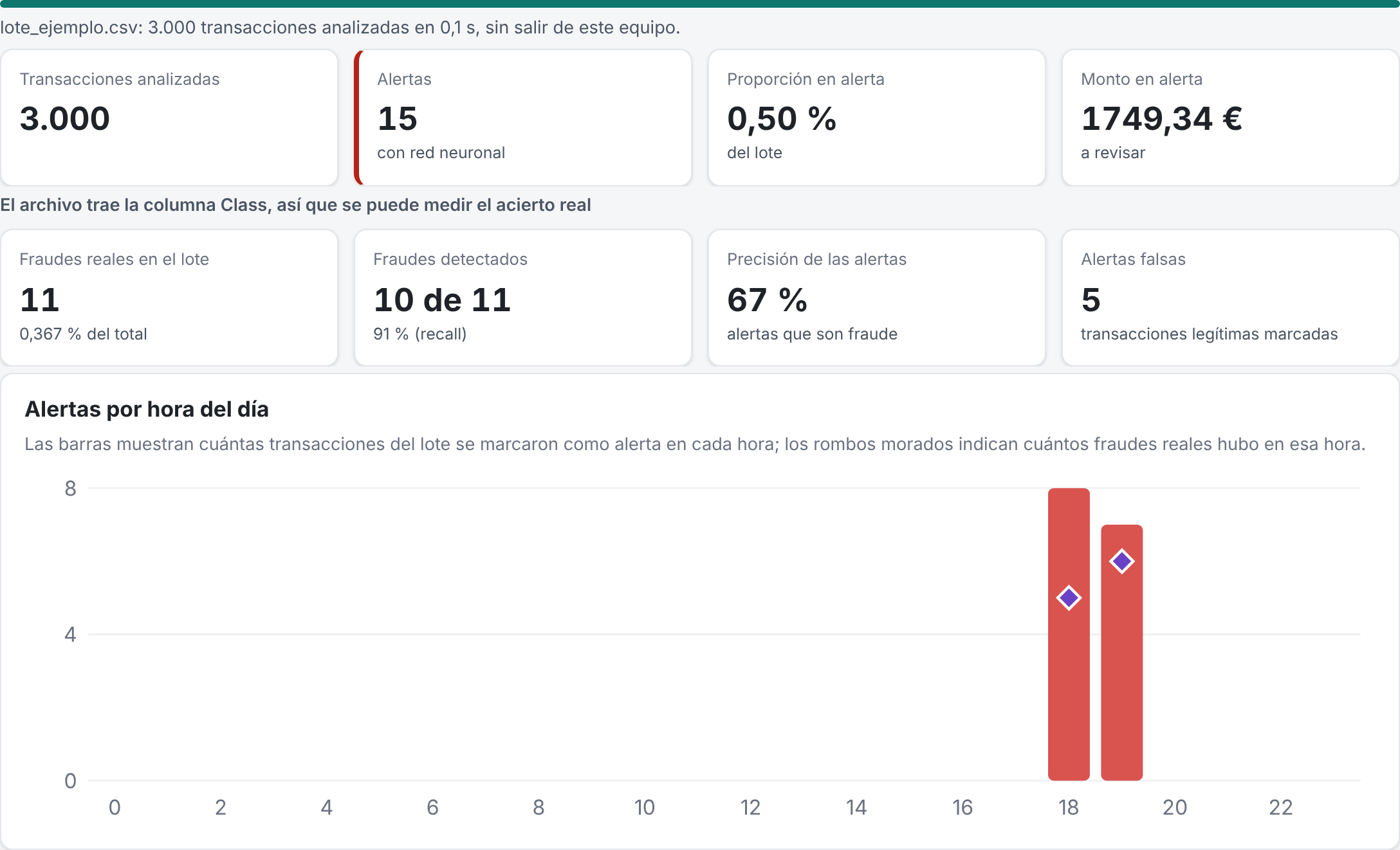 lote_ejemplo.csv: 3.000 transacciones analizadas en 0,1 s, sin salir de este equipo.
Transacciones analizadas
3.000
Alertas
15
con red neuronal
Proporción en alerta
0,50 %
del lote
Monto en alerta
1749,34 €
a revisar
El archivo trae la columna Class, así que se puede medir el acierto real
Fraudes reales en el lote
11
0,367 % del total
Fraudes detectados
10 de 11
91 % (recall)
Precisión de las alertas
67 %
alertas que son fraude
Alertas falsas
5
transacciones legítimas marcadas
Alertas por hora del día
Las barras muestran cuántas transacciones del lote se marcaron como alerta en cada hora; los rombos morados indican cuántos fraudes reales hubo en esa hora.
8
4
0
0 2 4 6 8 10 12 14 16 18 20 22